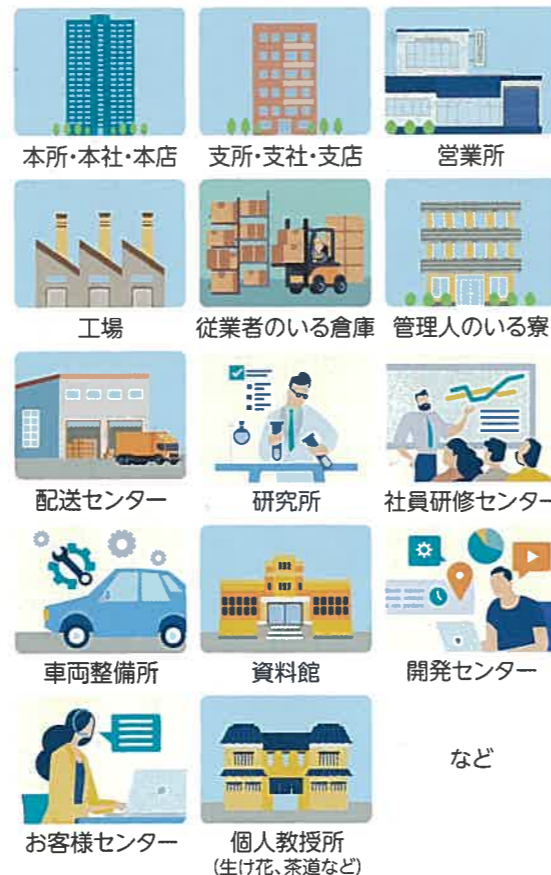 本所・本社・本店
支所・支社・支店
営業所
工場
従業者のいる倉庫
管理人のいる寮
配送センター
研究所
社員研修センター
車両整備所
資料館
開発センター
お客様センター
個人教授所
(生け花、茶道など)
など